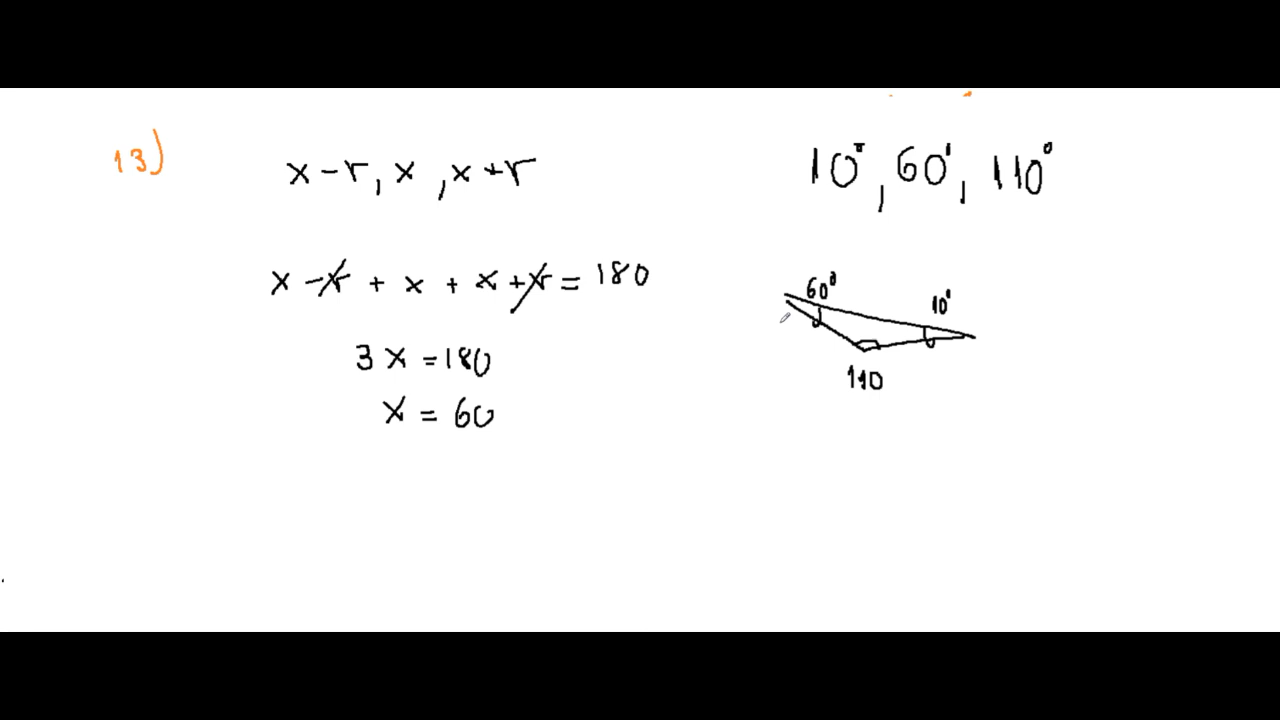 13)
x-r, x, x+r
10°, 60°, 110°
x-r + x + x+r = 180
3x = 180
x = 60
60°
10°
110